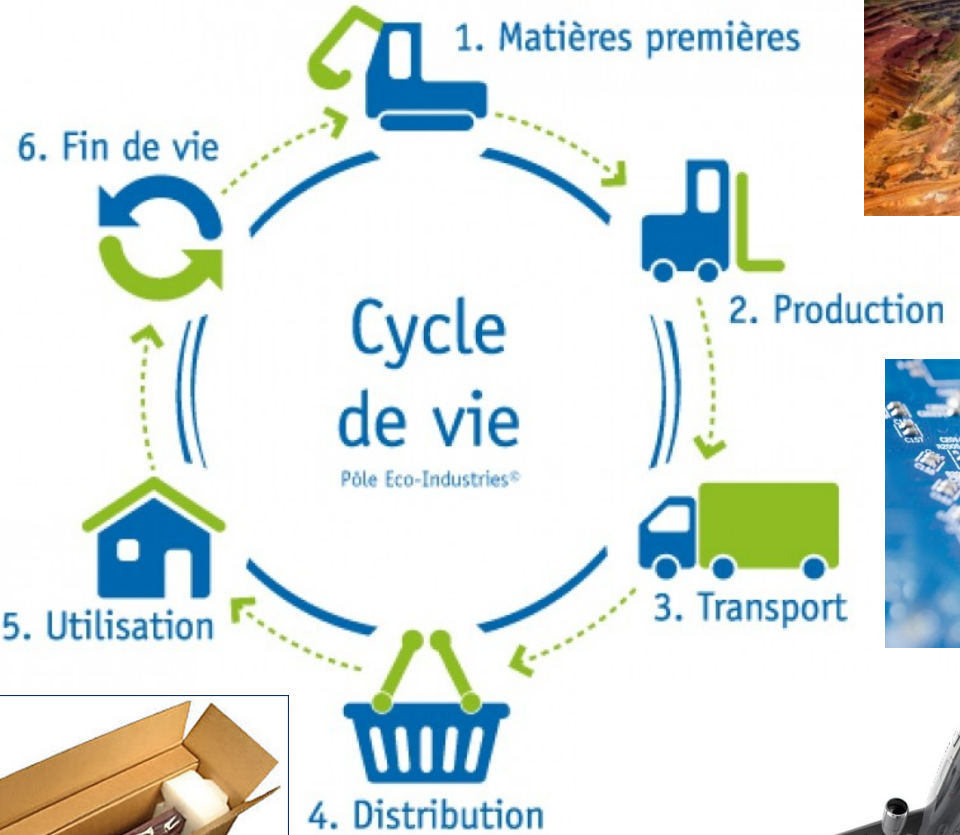 1. Matières premières
6. Fin de vie
2. Production
Cycle
de vie
Pôle Eco-Industries©
3. Transport
5. Utilisation
4. Distribution